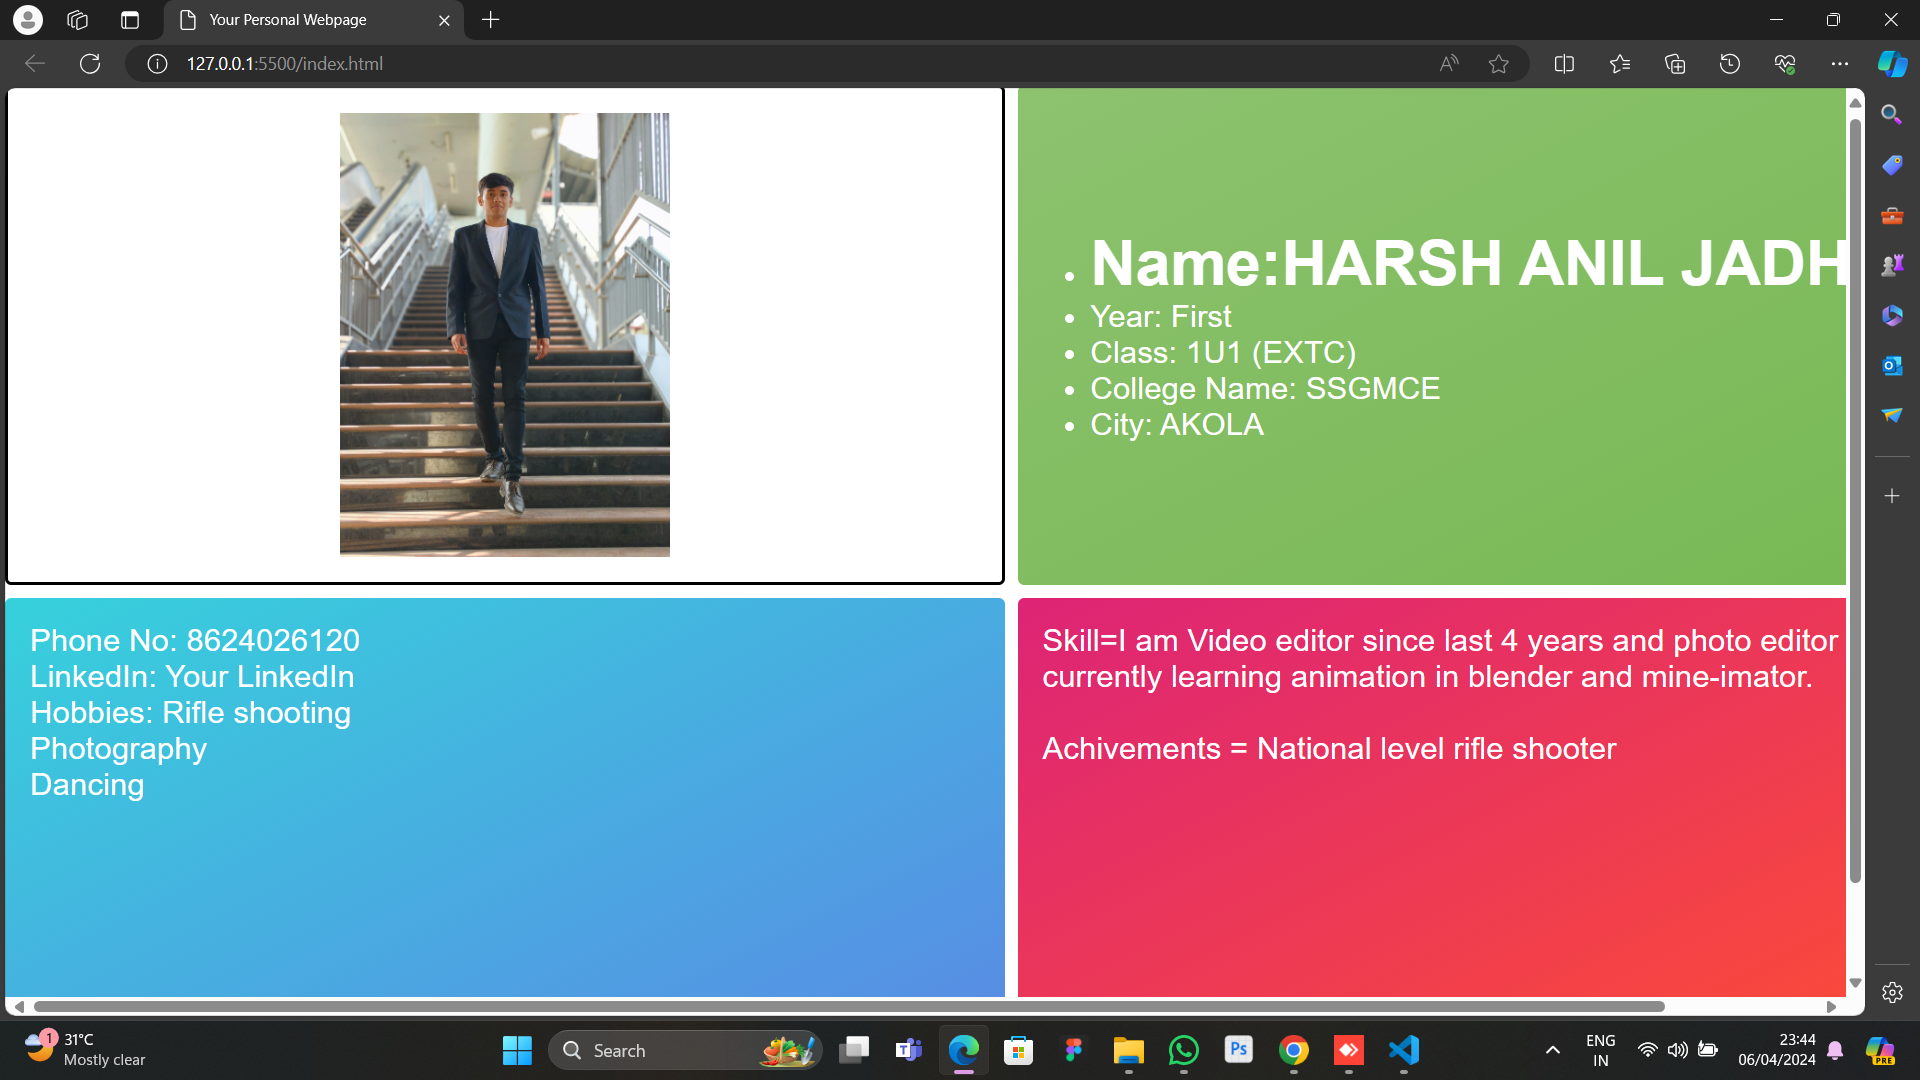 Your Personal Webpage
127.0.0.1:5500/index.html
Name:HARSH ANIL JADH
Year: First
Class: 1U1 (EXTC)
College Name: SSGMCE
City: AKOLA
Phone No: 8624026120
LinkedIn: Your LinkedIn
Hobbies: Rifle shooting
Photography
Dancing
Skill=I am Video editor since last 4 years and photo editor
currently learning animation in blender and mine-imator.
Achivements = National level rifle shooter
1
31°C
Mostly clear
Search
T
Ps
ENG
IN
23:44
06/04/2024
PRE